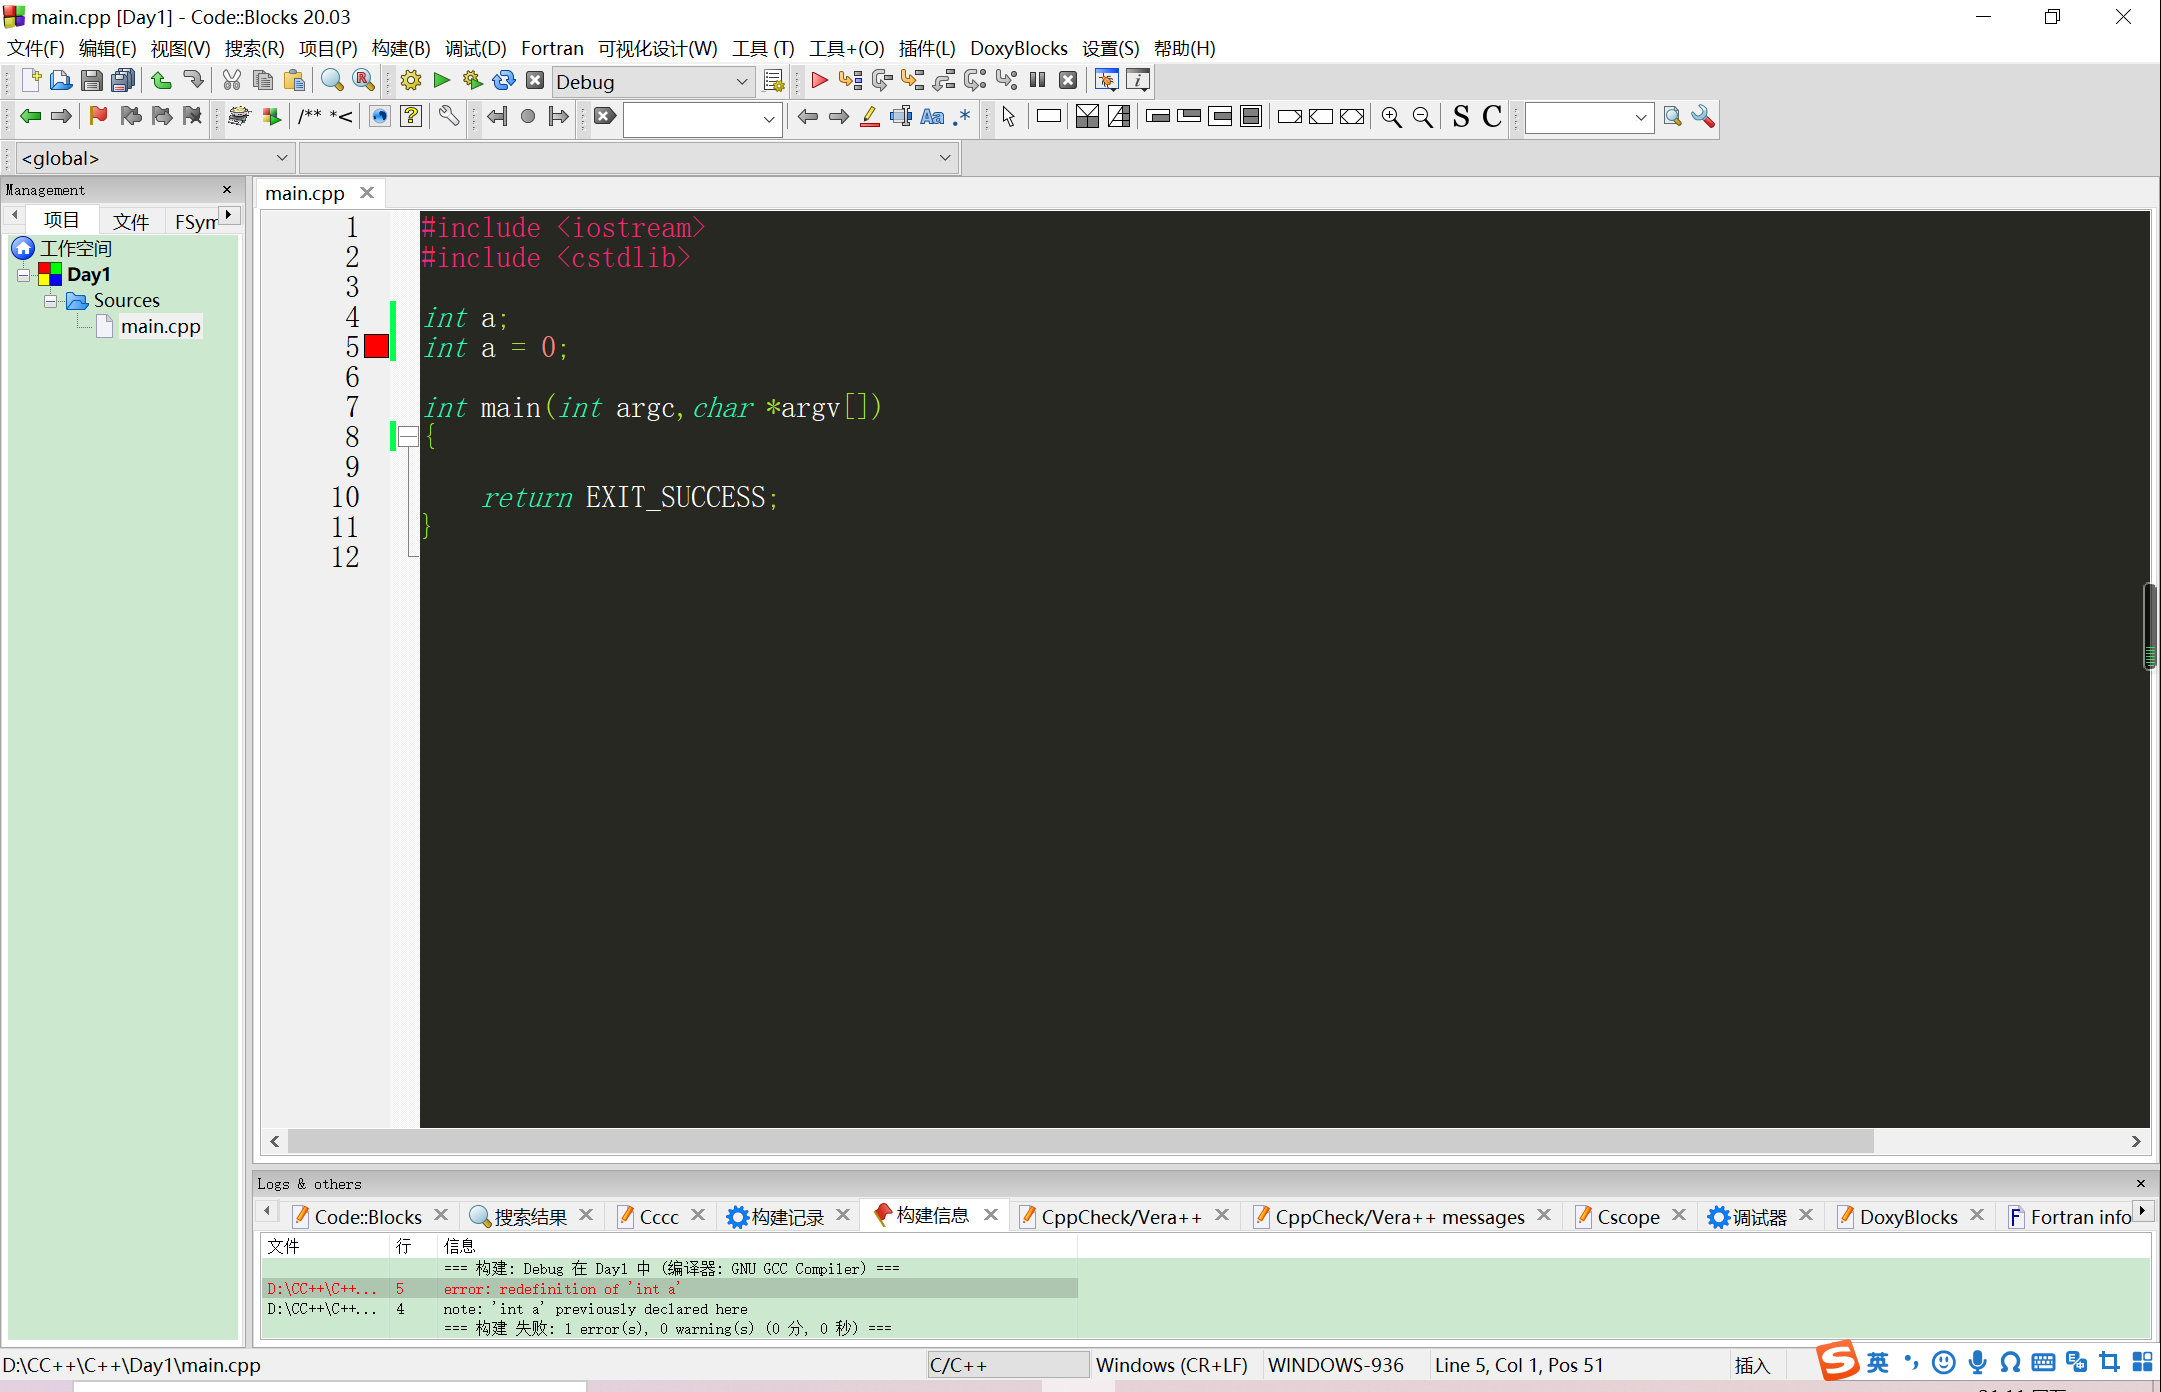 main.cpp [Day1] - Code::Blocks 20.03
文件(F) 编辑(E) 视图(V) 搜索(R) 项目(P) 构建(B) 调试(D) Fortran 可视化设计(W) 工具 (T) 工具+(O) 插件(L) DoxyBlocks 设置(S) 帮助(H)
Debug
/** *< S C
<global>
Management
main.cpp
项目 文件 FSym
工作空间
Day1
Sources
main.cpp
1 #include <iostream>
2 #include <cstdlib>
3
4 int a;
5 int a = 0;
6
7 int main(int argc,char *argv[])
8 {
9
10 return EXIT_SUCCESS;
11 }
12
Logs & others
Code::Blocks 搜索结果 Cccc 构建记录 构建信息 CppCheck/Vera++ CppCheck/Vera++ messages Cscope 调试器 DoxyBlocks Fortran info
文件 行 信息
=== 构建: Debug 在 Day1 中 (编译器: GNU GCC Compiler) ===
D:\CC++\C++... 5 error: redefinition of 'int a'
D:\CC++\C++... 4 note: 'int a' previously declared here
=== 构建 失败: 1 error(s), 0 warning(s) (0 分, 0 秒) ===
D:\CC++\C++\Day1\main.cpp C/C++ Windows (CR+LF) WINDOWS-936 Line 5, Col 1, Pos 51 插入 英